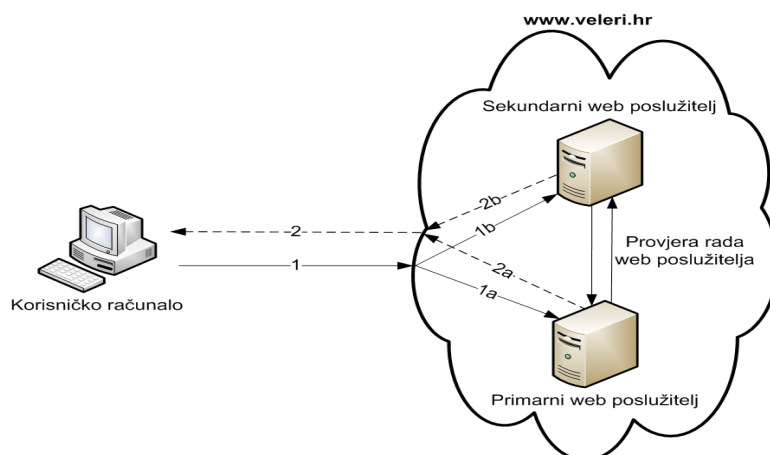 www.veleri.hr
Sekundarni web poslužitelj
2b
1b
2
1
2a
1a
Provjera rada
web poslužitelja
Korisničko računalo
Primarni web poslužitelj